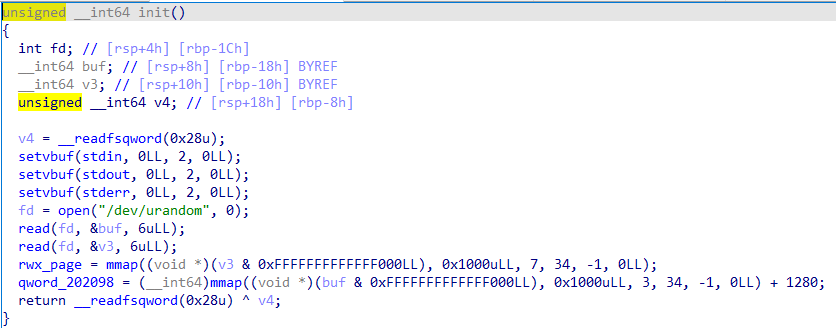 unsigned __int64 init()
{
  int fd; // [rsp+4h] [rbp-1Ch]
  __int64 buf; // [rsp+8h] [rbp-18h] BYREF
  __int64 v3; // [rsp+10h] [rbp-10h] BYREF
  unsigned __int64 v4; // [rsp+18h] [rbp-8h]

  v4 = __readfsqword(0x28u);
  setvbuf(stdin, 0LL, 2, 0LL);
  setvbuf(stdout, 0LL, 2, 0LL);
  setvbuf(stderr, 0LL, 2, 0LL);
  fd = open("/dev/urandom", 0);
  read(fd, &buf, 6uLL);
  read(fd, &v3, 6uLL);
  rwx_page = mmap((void *)(v3 & 0xFFFFFFFFFFFFF000LL), 0x1000uLL, 7, 34, -1, 0LL);
  qword_202098 = (__int64)mmap((void *)(buf & 0xFFFFFFFFFFFFF000LL), 0x1000uLL, 3, 34, -1, 0LL) + 1280;
  return __readfsqword(0x28u) ^ v4;
}